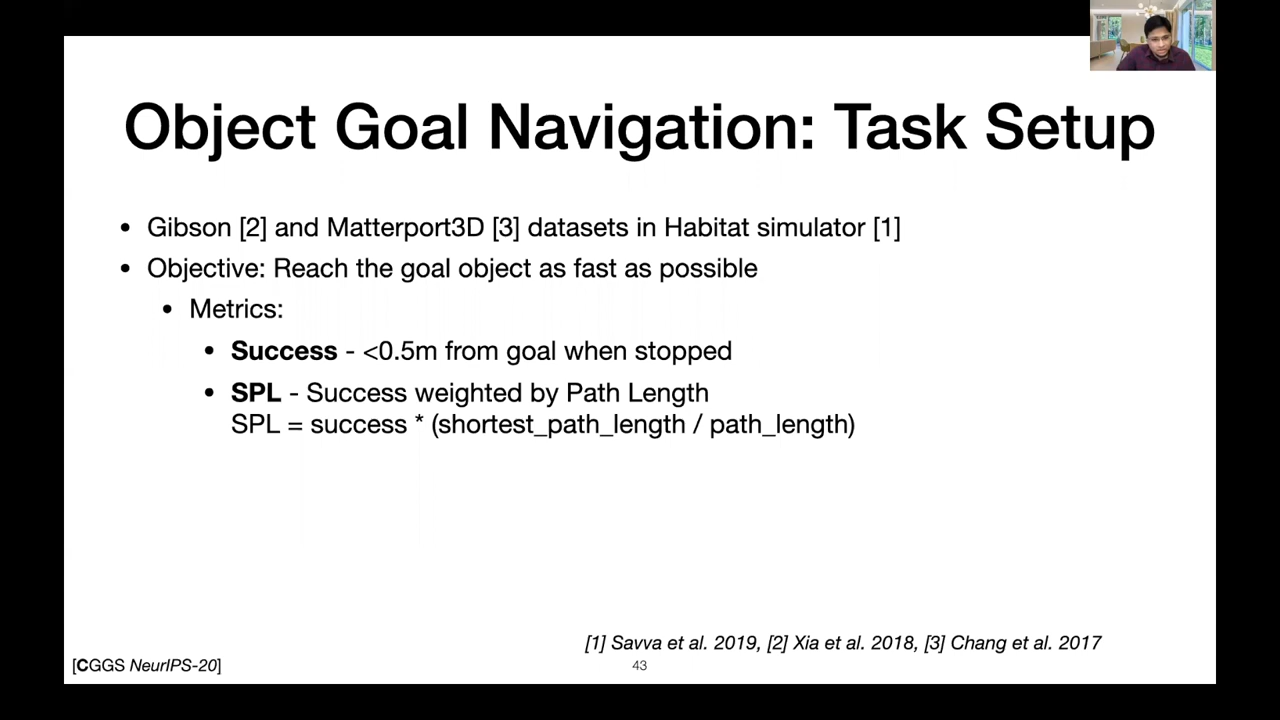 Object Goal Navigation: Task Setup
• Gibson [2] and Matterport3D [3] datasets in Habitat simulator [1]
• Objective: Reach the goal object as fast as possible
• Metrics:
• Success - <0.5m from goal when stopped
• SPL - Success weighted by Path Length
SPL = success * (shortest_path_length / path_length)
[1] Savva et al. 2019, [2] Xia et al. 2018, [3] Chang et al. 2017
[CGGS NeurIPS-20]
43